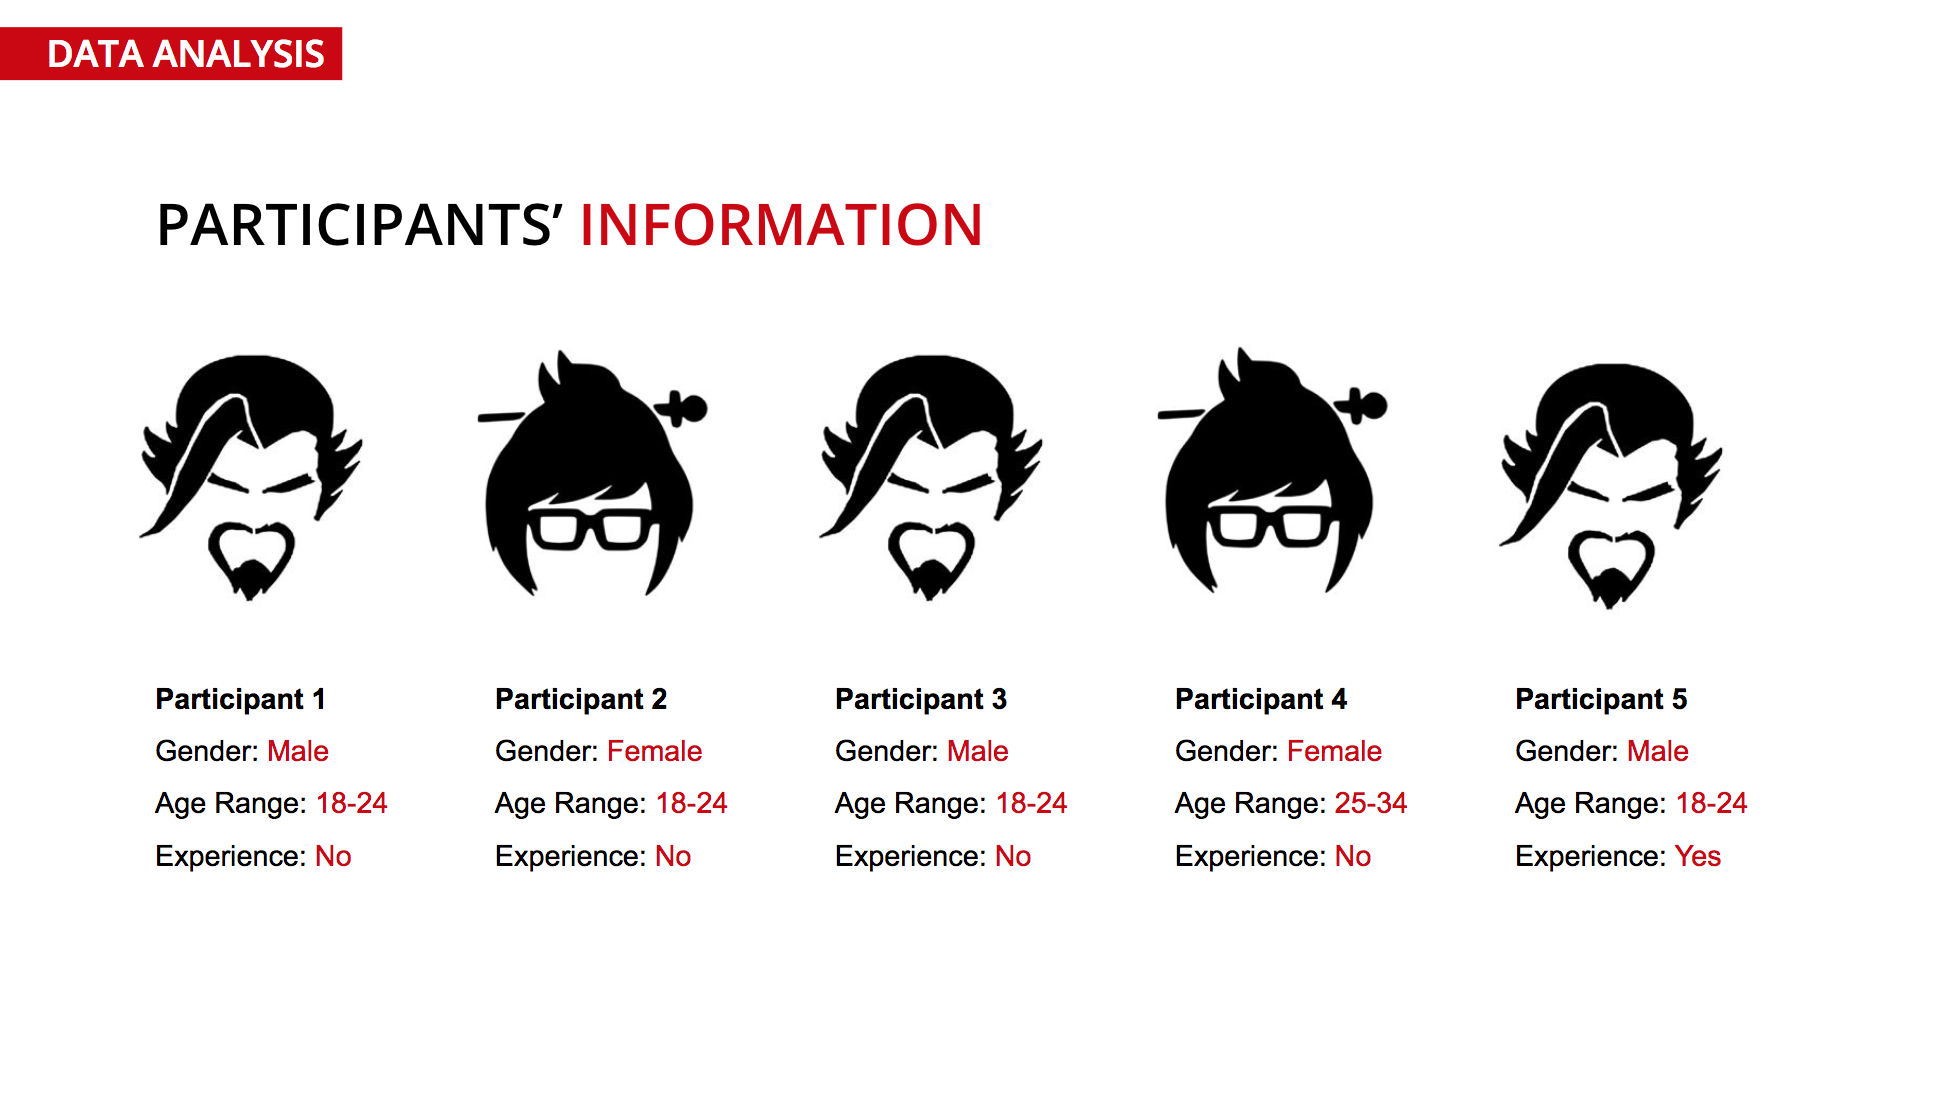 DATA ANALYSIS
PARTICIPANTS’ INFORMATION
Participant 1
Gender: Male
Age Range: 18-24
Experience: No
Participant 2
Gender: Female
Age Range: 18-24
Experience: No
Participant 3
Gender: Male
Age Range: 18-24
Experience: No
Participant 4
Gender: Female
Age Range: 25-34
Experience: No
Participant 5
Gender: Male
Age Range: 18-24
Experience: Yes